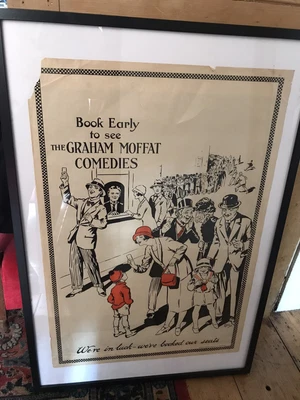 Book Early
to see
THE GRAHAM MOFFAT
COMEDIES
We're in luck - we've booked our seats